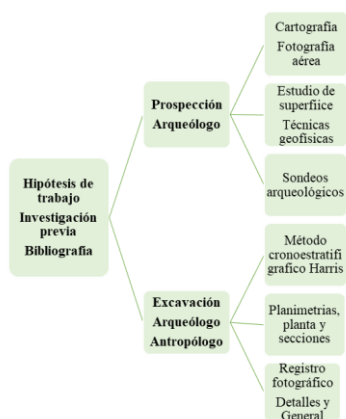 Hipótesis de
trabajo
Investigación
previa
Bibliografía
Prospección
Arqueólogo
Cartografía
Fotografía
aérea
Estudio de
superfiice
Técnicas
geofísicas
Sondeos
arqueológicos
Excavación
Arqueólogo
Antropólogo
Método
cronoestratifi
grafico Harris
Planimetrias,
planta y
secciones
Registro
fotográfico
Detalles y
General